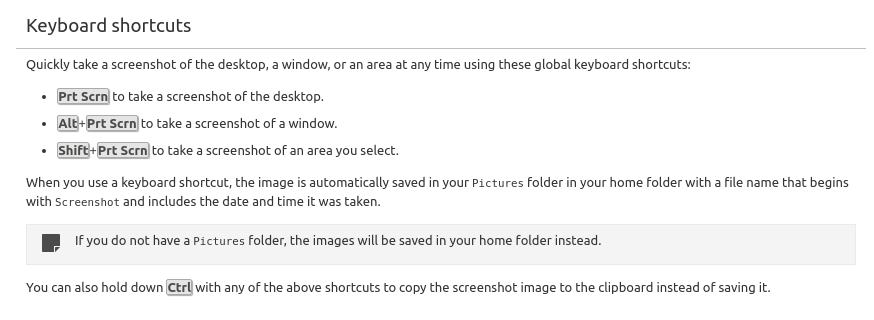 Keyboard shortcuts
Quickly take a screenshot of the desktop, a window, or an area at any time using these global keyboard shortcuts:
• Prt Scrn to take a screenshot of the desktop.
• Alt+Prt Scrn to take a screenshot of a window.
• Shift+Prt Scrn to take a screenshot of an area you select.
When you use a keyboard shortcut, the image is automatically saved in your Pictures folder in your home folder with a file name that begins
with Screenshot and includes the date and time it was taken.
If you do not have a Pictures folder, the images will be saved in your home folder instead.
You can also hold down Ctrl with any of the above shortcuts to copy the screenshot image to the clipboard instead of saving it.